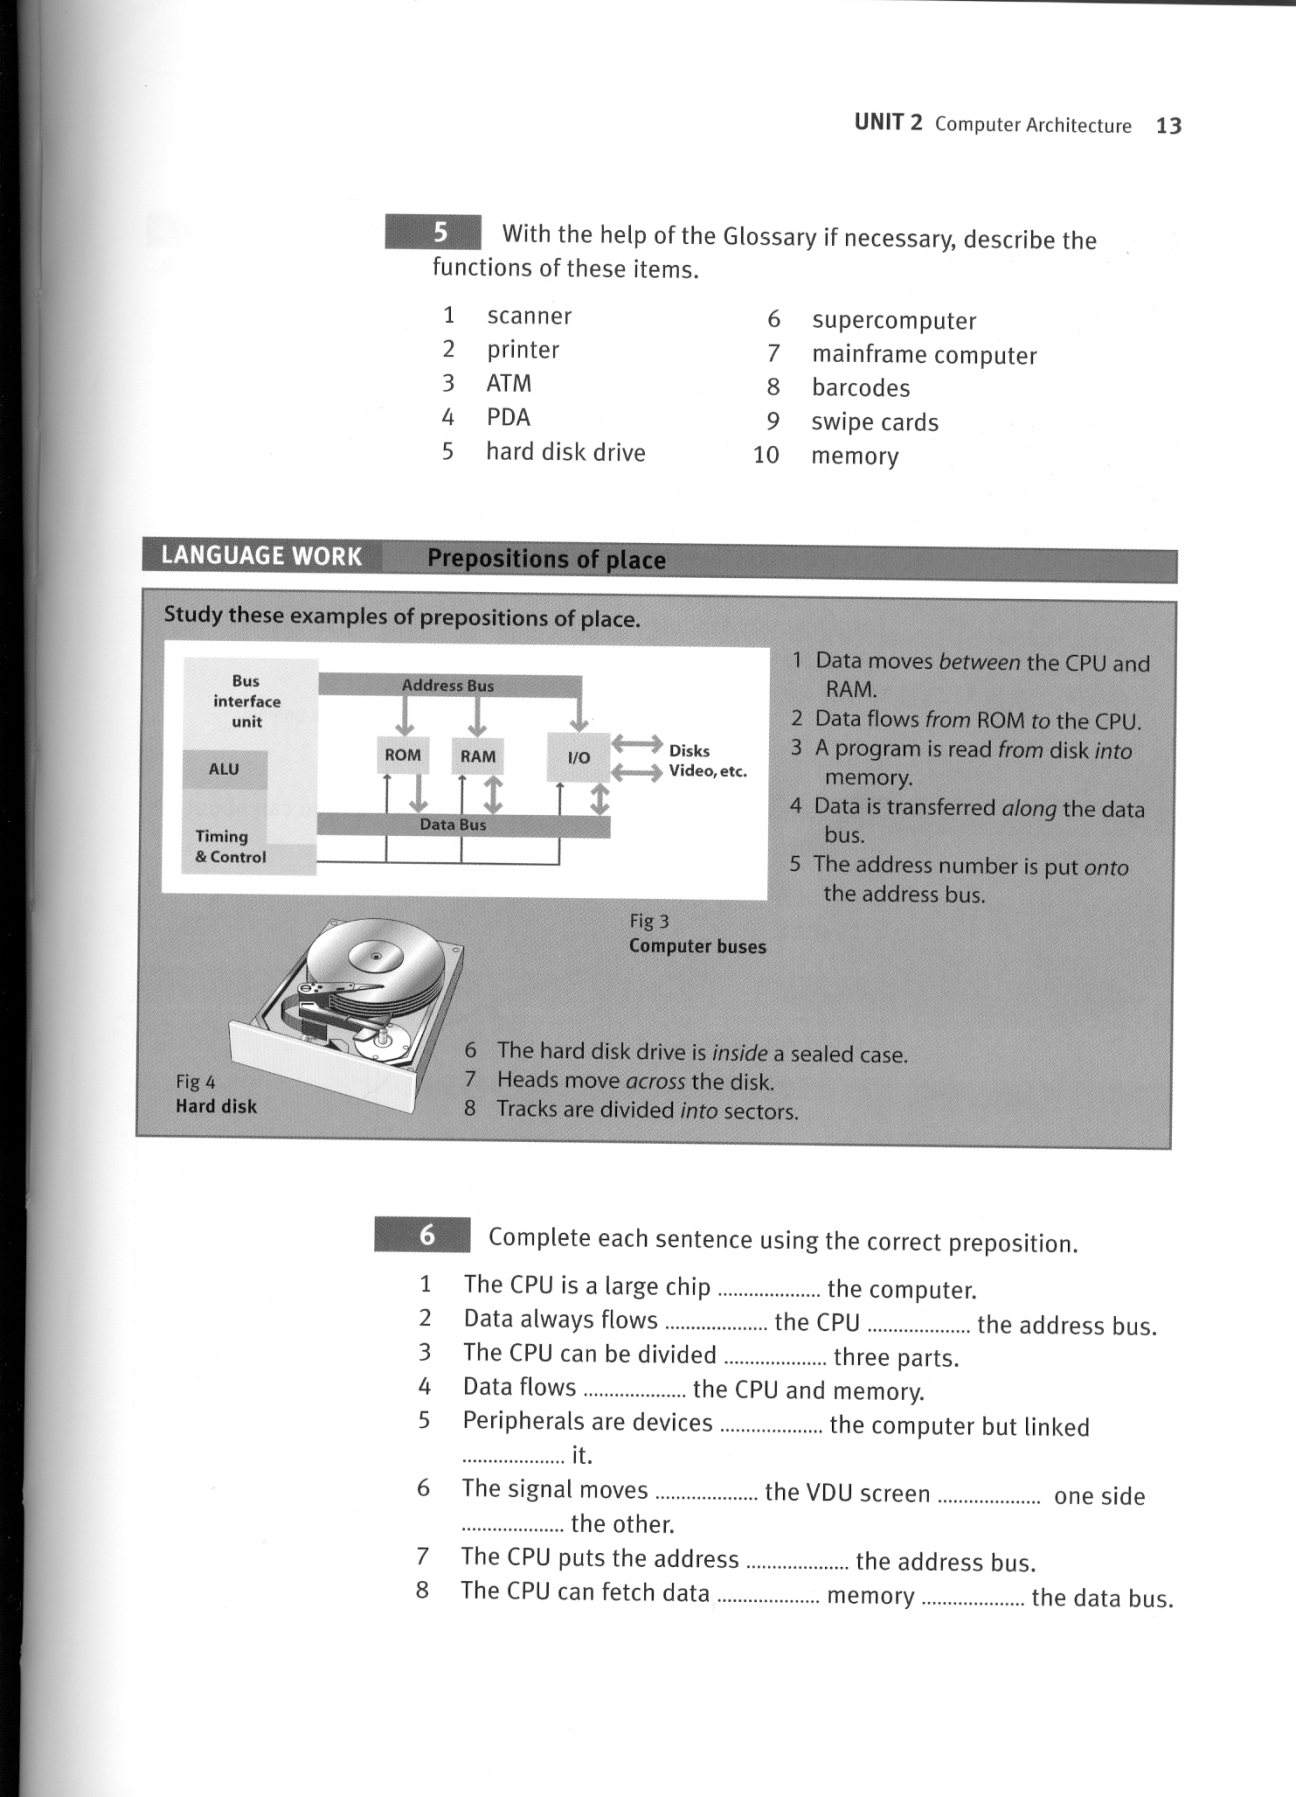 UNIT 2 Computer Architecture 13
5 With the help of the Glossary if necessary, describe the
functions of these items.
1 scanner
2 printer
3 ATM
4 PDA
5 hard disk drive
6 supercomputer
7 mainframe computer
8 barcodes
9 swipe cards
10 memory
LANGUAGE WORK Prepositions of place
Study these examples of prepositions of place.
Bus
interface
unit
ALU
Timing
& Control
Address Bus
ROM
RAM
I/O
Disks
Video, etc.
Data Bus
Fig 3
Computer buses
1 Data moves between the CPU and
RAM.
2 Data flows from ROM to the CPU.
3 A program is read from disk into
memory.
4 Data is transferred along the data
bus.
5 The address number is put onto
the address bus.
Fig 4
Hard disk
6 The hard disk drive is inside a sealed case.
7 Heads move across the disk.
8 Tracks are divided into sectors.
6 Complete each sentence using the correct preposition.
1 The CPU is a large chip .................... the computer.
2 Data always flows .................... the CPU .................... the address bus.
3 The CPU can be divided .................... three parts.
4 Data flows .................... the CPU and memory.
5 Peripherals are devices .................... the computer but linked
.................... it.
6 The signal moves .................... the VDU screen .................... one side
.................... the other.
7 The CPU puts the address .................... the address bus.
8 The CPU can fetch data .................... memory .................... the data bus.